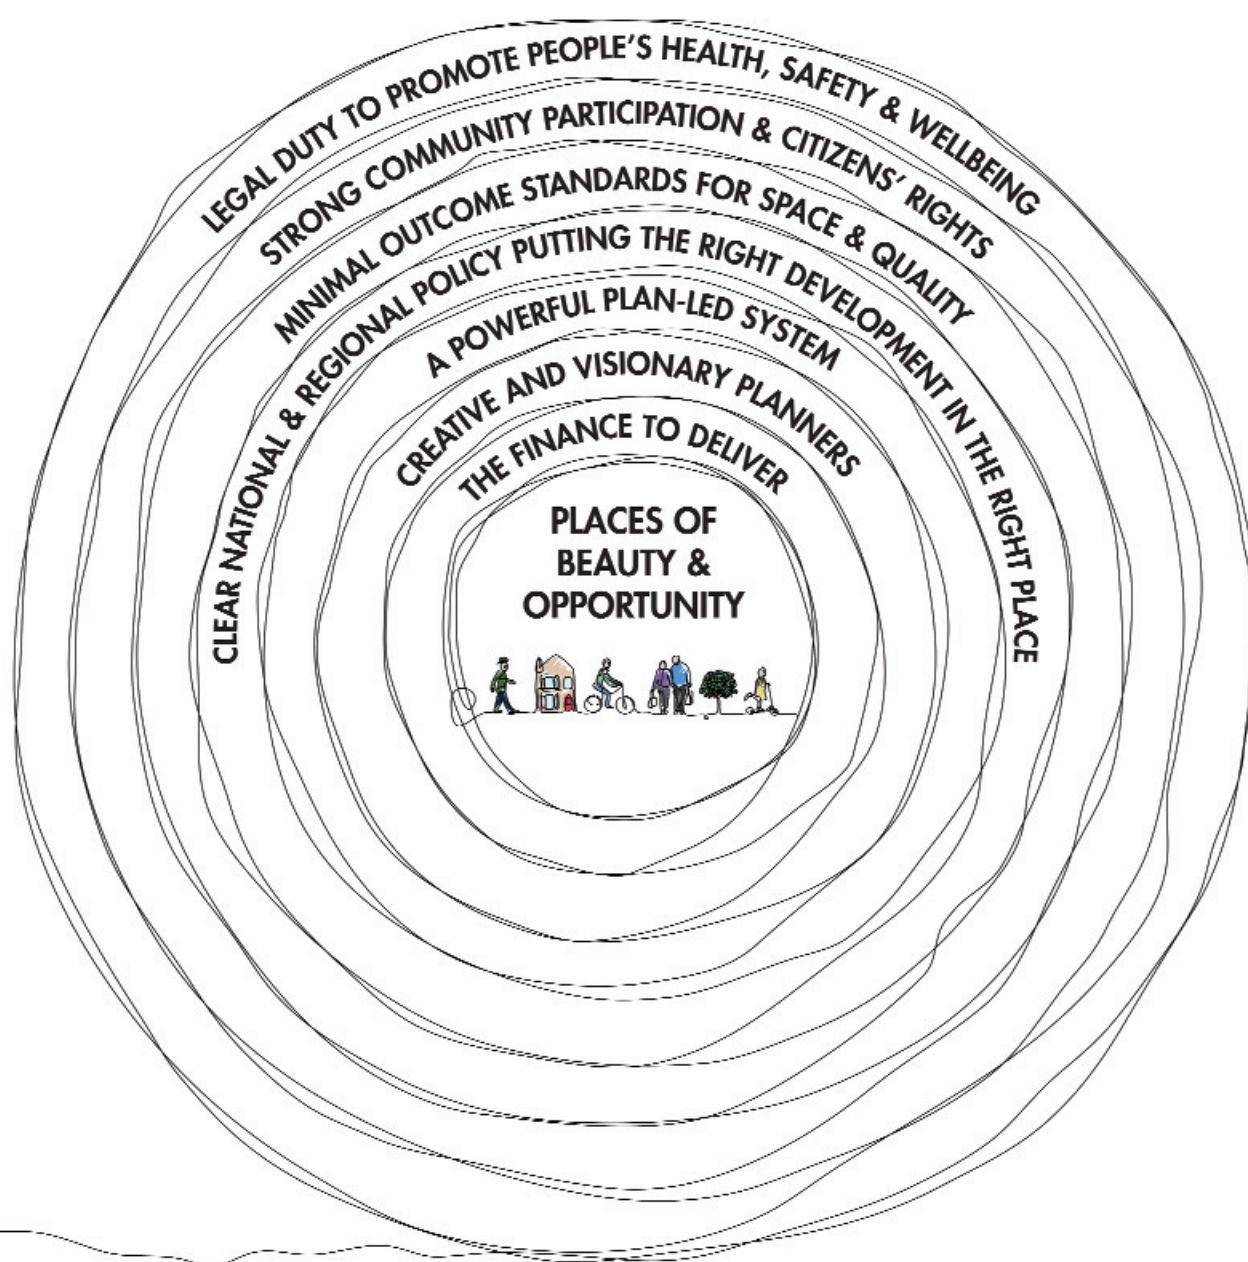 LEGAL DUTY TO PROMOTE PEOPLE'S HEALTH, SAFETY & WELLBEING
STRONG COMMUNITY PARTICIPATION & CITIZENS' RIGHTS
MINIMAL OUTCOME STANDARDS FOR SPACE & QUALITY
CLEAR NATIONAL & REGIONAL POLICY PUTTING THE RIGHT DEVELOPMENT IN THE RIGHT PLACE
A POWERFUL PLAN-LED SYSTEM
CREATIVE AND VISIONARY PLANNERS
THE FINANCE TO DELIVER
PLACES OF
BEAUTY &
OPPORTUNITY